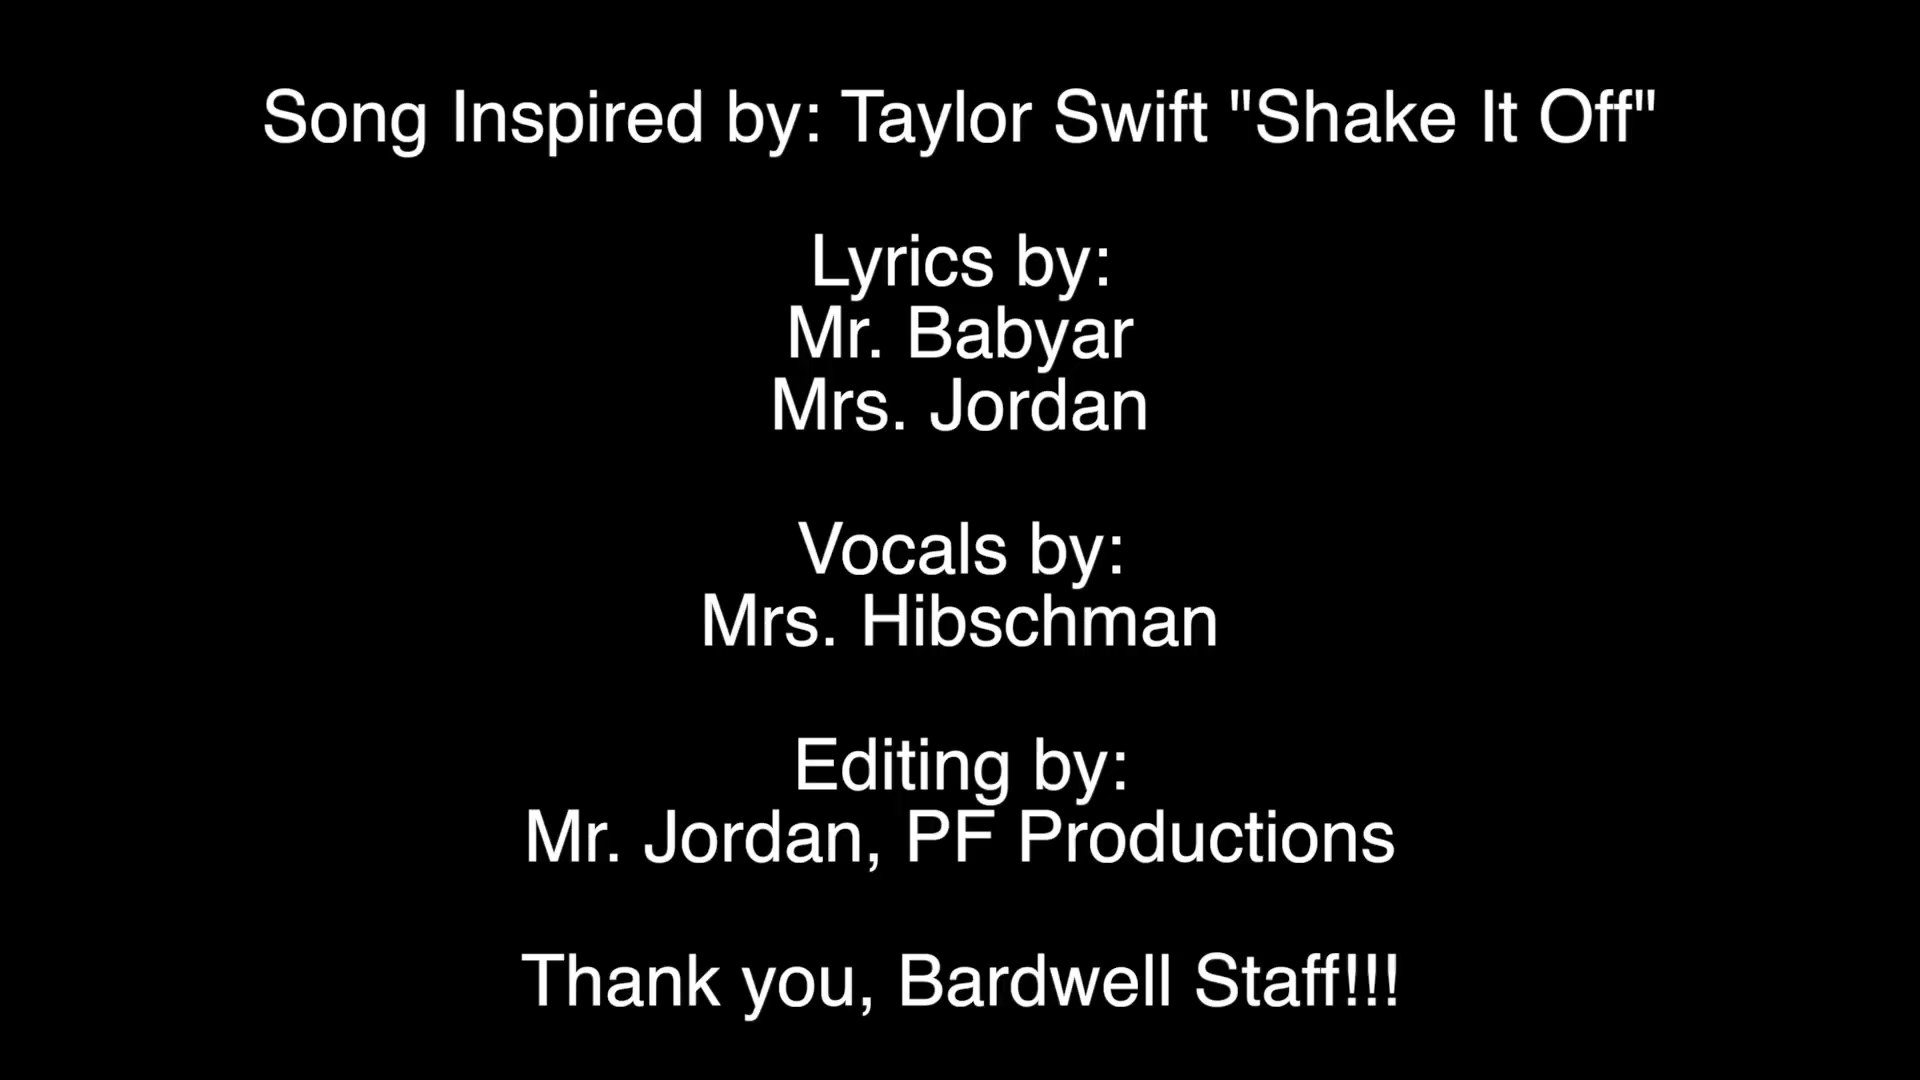 Song Inspired by: Taylor Swift "Shake It Off"
Lyrics by:
Mr. Babyar
Mrs. Jordan
Vocals by:
Mrs. Hibschman
Editing by:
Mr. Jordan, PF Productions
Thank you, Bardwell Staff!!!